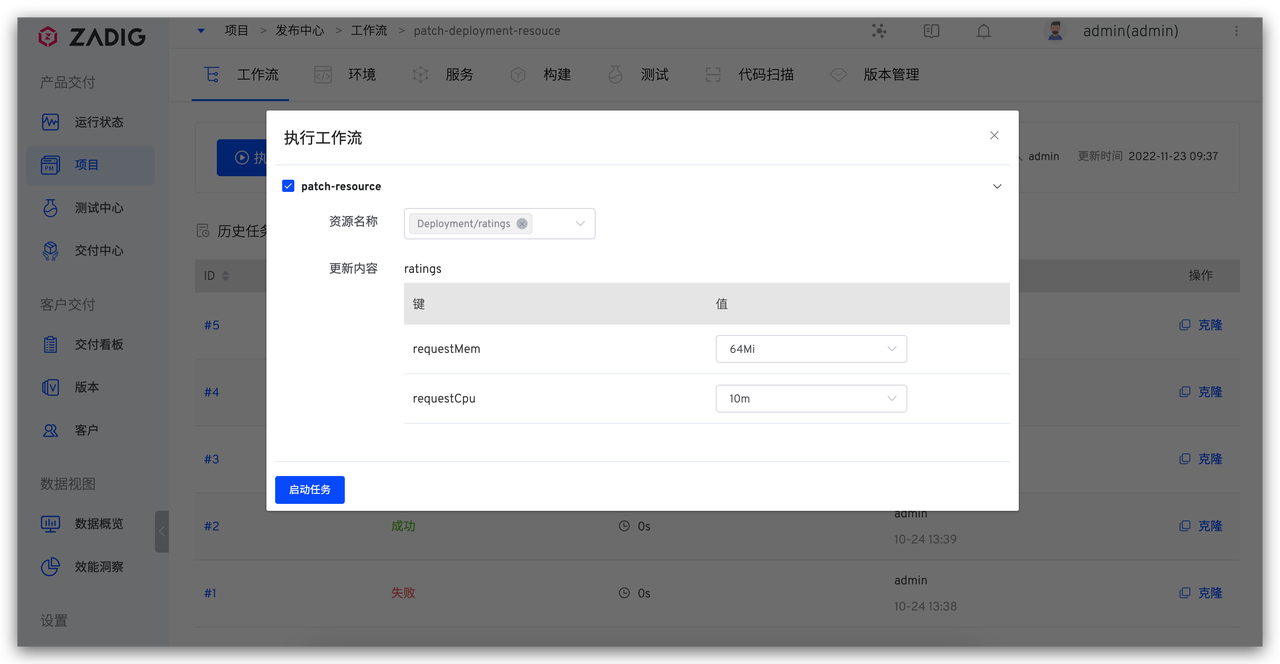 ZADIG
项目 > 发布中心 > 工作流 > patch-deployment-resouce
admin(admin)
产品交付
运行状态
项目
测试中心
交付中心
客户交付
交付看板
版本
客户
数据视图
数据概览
效能洞察
设置
工作流
环境
服务
构建
测试
代码扫描
版本管理
执
admin 更新时间 2022-11-23 09:37
历史任务
ID 操作
#5 克隆
#4 克隆
#3 克隆
#2 成功 0s admin 克隆
10-24 13:39
#1 失败 0s admin 克隆
10-24 13:38
执行工作流
patch-resource
资源名称 Deployment/ratings
更新内容 ratings
键 值
requestMem 64Mi
requestCpu 10m
启动任务